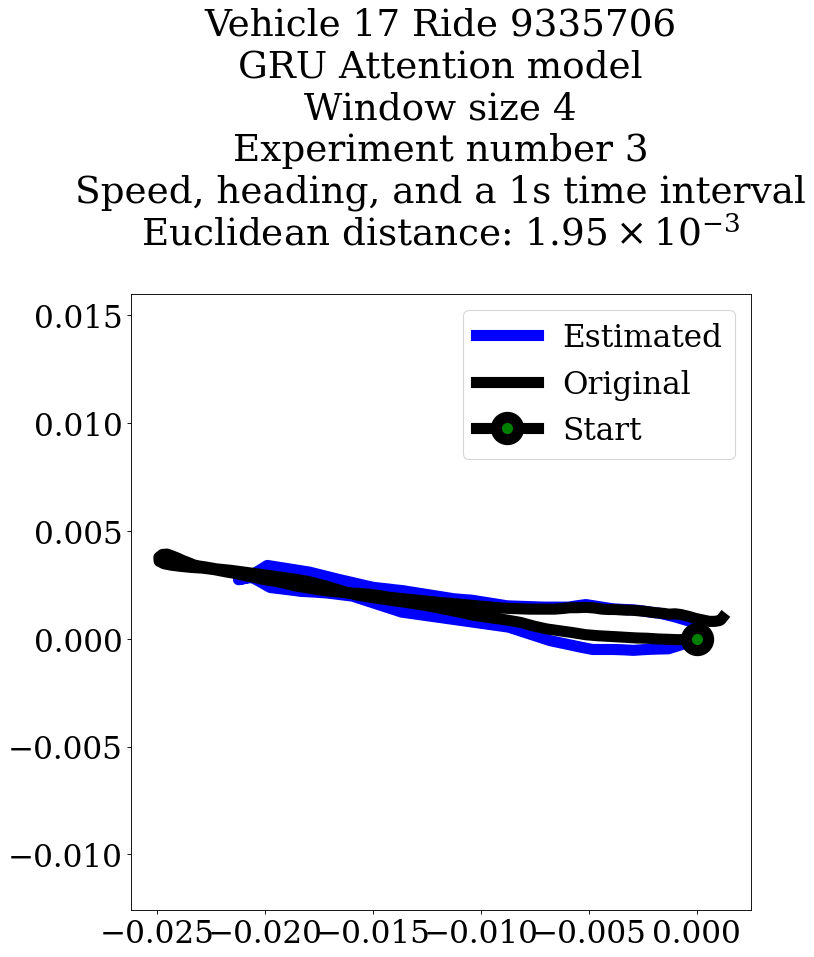 Vehicle 17 Ride 9335706
GRU Attention model
Window size 4
Experiment number 3
Speed, heading, and a 1s time interval
Euclidean distance: 1.95 × 10⁻³
Estimated
Original
Start
0.015
0.010
0.005
0.000
−0.005
−0.010
−0.025 −0.020 −0.015 −0.010 −0.005 0.000